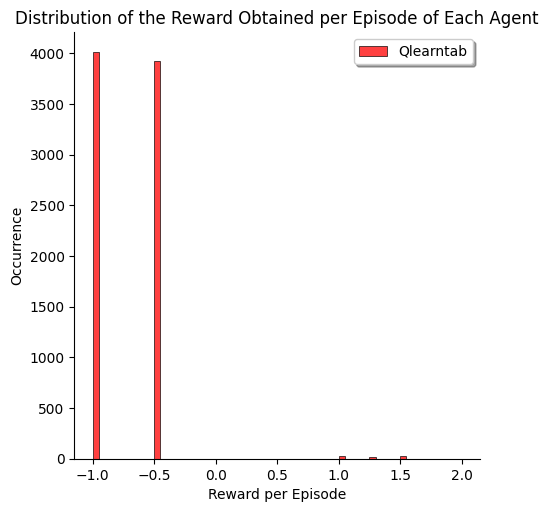 Distribution of the Reward Obtained per Episode of Each Agent
Qlearntab
4000
3500
3000
2500
2000
1500
1000
500
0
Occurrence
−1.0 −0.5 0.0 0.5 1.0 1.5 2.0
Reward per Episode